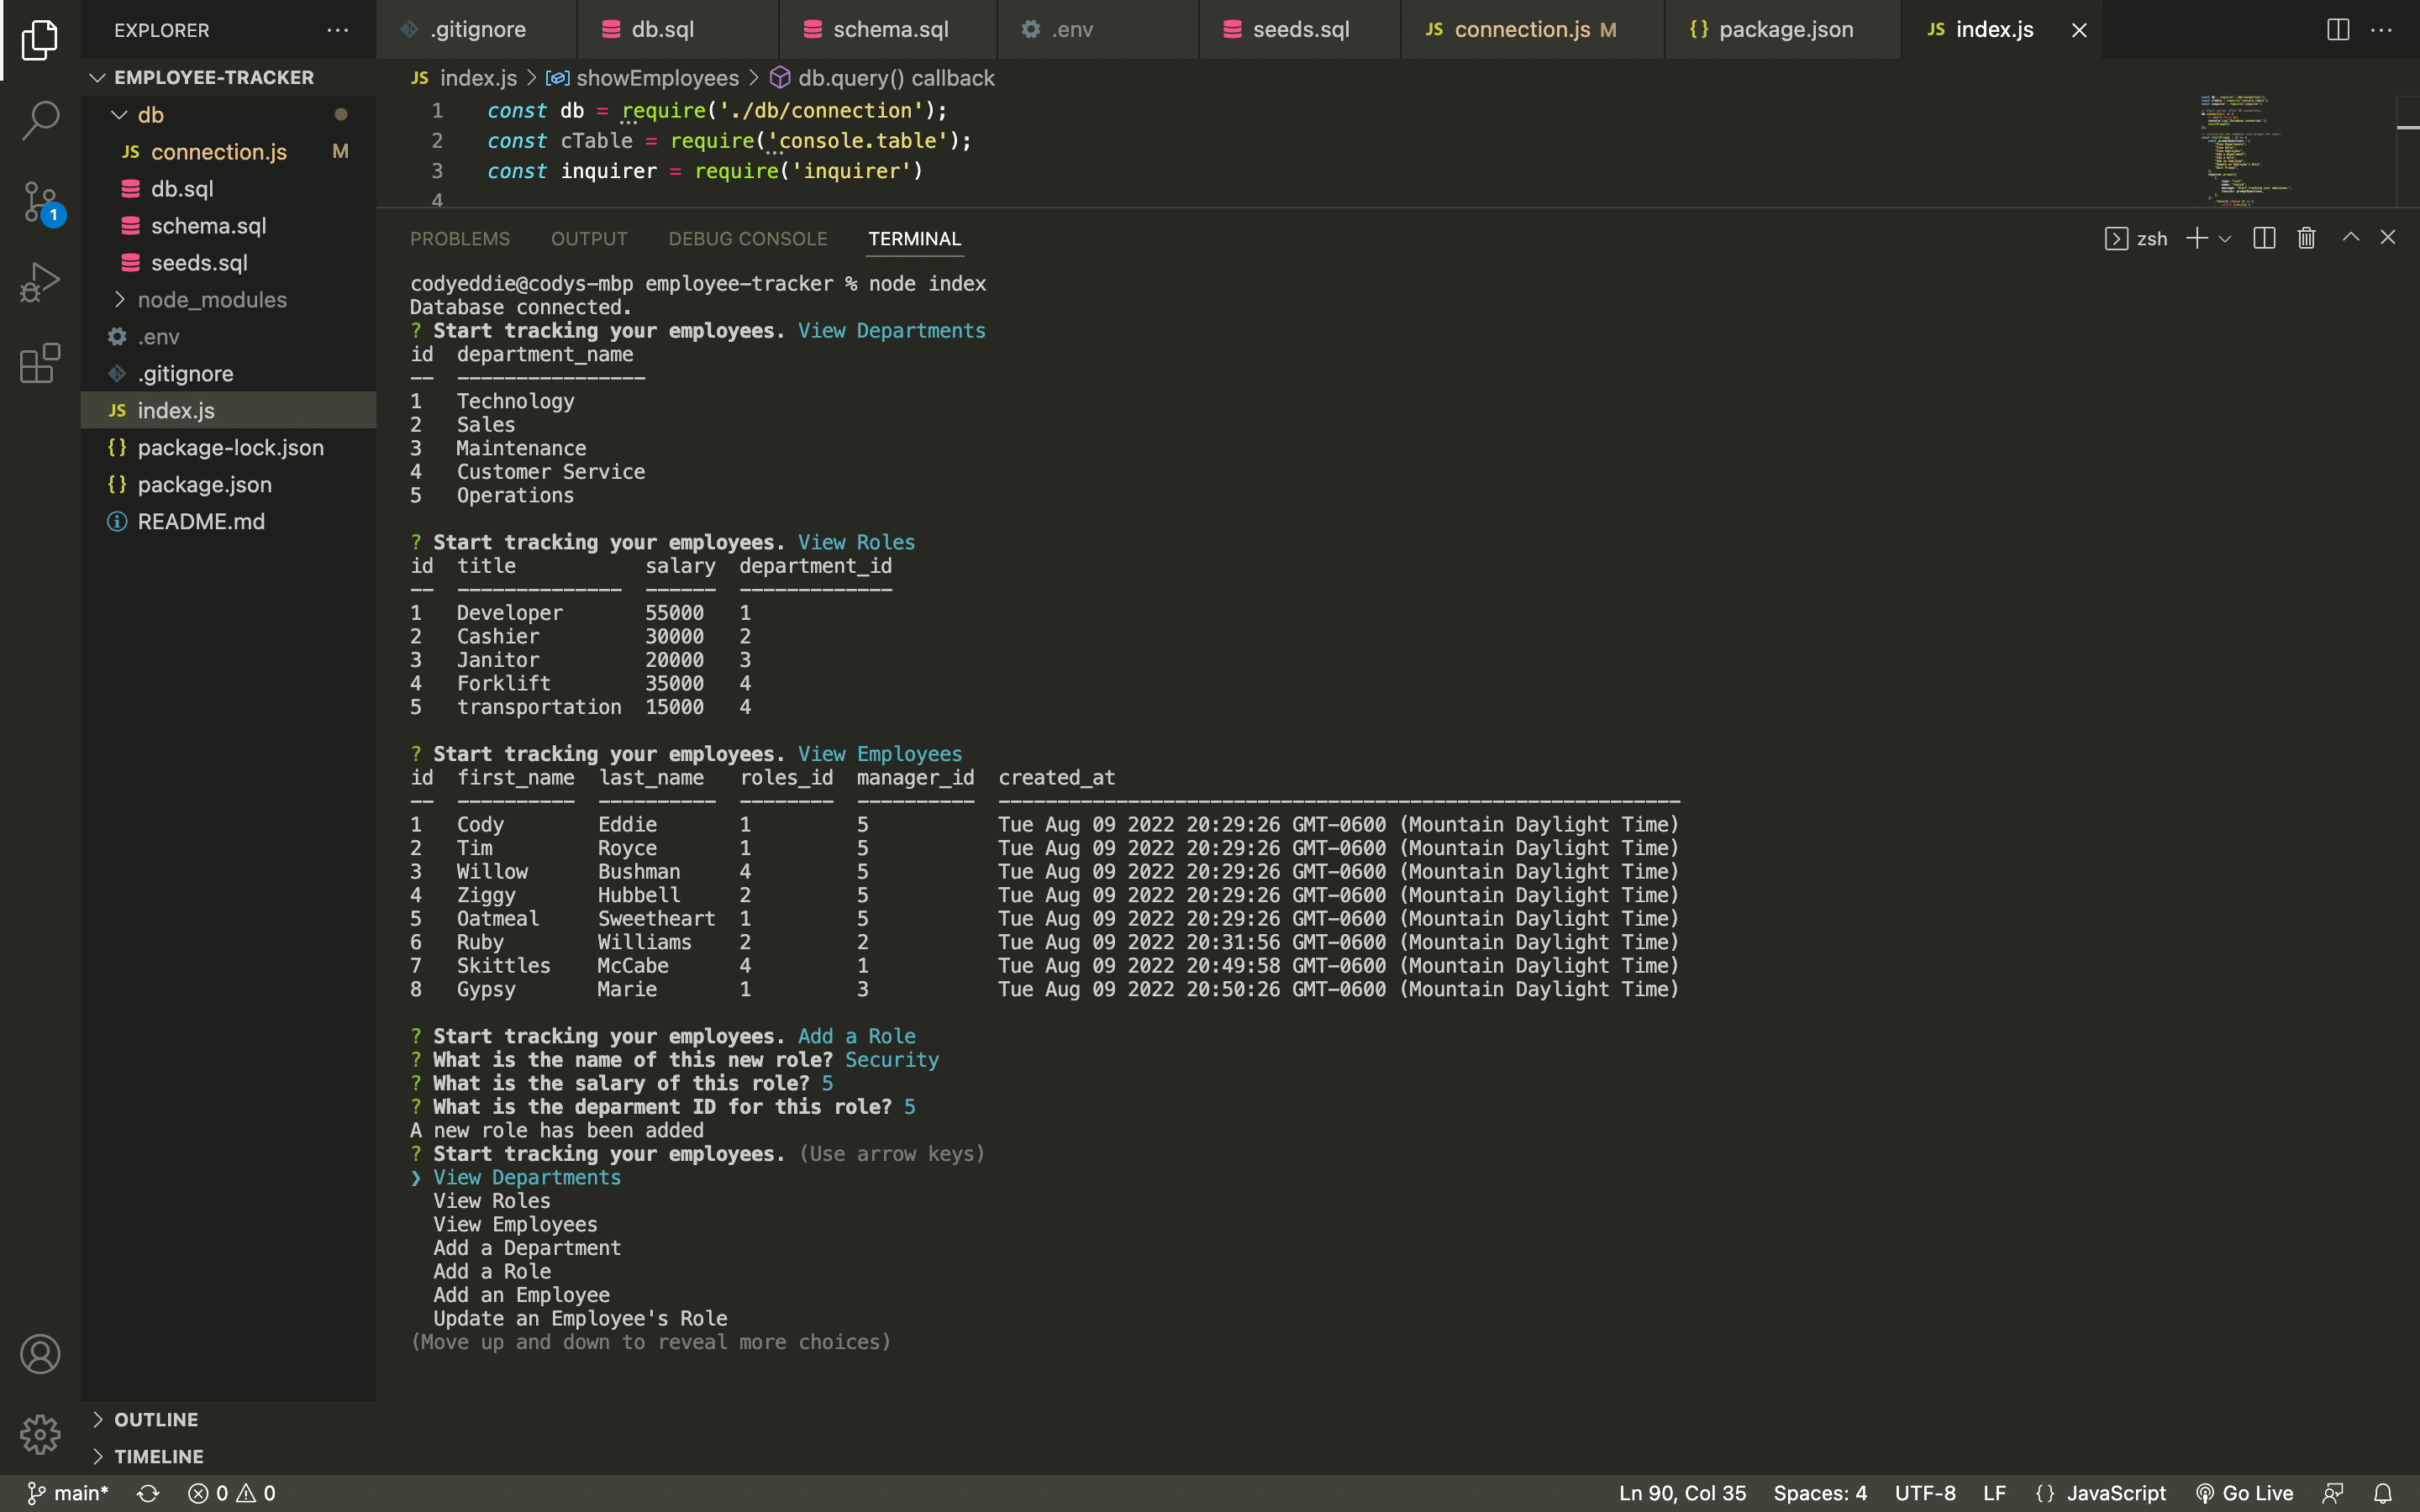 EXPLORER
.gitignore
db.sql
schema.sql
.env
seeds.sql
JS connection.js M
{} package.json
JS index.js
EMPLOYEE-TRACKER
db
JS connection.js M
db.sql
schema.sql
seeds.sql
node_modules
.env
.gitignore
JS index.js
{} package-lock.json
{} package.json
README.md
1
OUTLINE
TIMELINE
JS index.js > showEmployees > db.query() callback
1 const db = require('./db/connection');
2 const cTable = require('console.table');
3 const inquirer = require('inquirer')
4
PROBLEMS OUTPUT DEBUG CONSOLE TERMINAL
zsh
codyeddie@codys-mbp employee-tracker % node index
Database connected.
? Start tracking your employees. View Departments
id department_name
-- ----------------
1 Technology
2 Sales
3 Maintenance
4 Customer Service
5 Operations
? Start tracking your employees. View Roles
id title salary department_id
-- -------------- ------ -------------
1 Developer 55000 1
2 Cashier 30000 2
3 Janitor 20000 3
4 Forklift 35000 4
5 transportation 15000 4
? Start tracking your employees. View Employees
id first_name last_name roles_id manager_id created_at
-- ---------- ---------- -------- ---------- ----------------------------------------------------------
1 Cody Eddie 1 5 Tue Aug 09 2022 20:29:26 GMT-0600 (Mountain Daylight Time)
2 Tim Royce 1 5 Tue Aug 09 2022 20:29:26 GMT-0600 (Mountain Daylight Time)
3 Willow Bushman 4 5 Tue Aug 09 2022 20:29:26 GMT-0600 (Mountain Daylight Time)
4 Ziggy Hubbell 2 5 Tue Aug 09 2022 20:29:26 GMT-0600 (Mountain Daylight Time)
5 Oatmeal Sweetheart 1 5 Tue Aug 09 2022 20:29:26 GMT-0600 (Mountain Daylight Time)
6 Ruby Williams 2 2 Tue Aug 09 2022 20:31:56 GMT-0600 (Mountain Daylight Time)
7 Skittles McCabe 4 1 Tue Aug 09 2022 20:49:58 GMT-0600 (Mountain Daylight Time)
8 Gypsy Marie 1 3 Tue Aug 09 2022 20:50:26 GMT-0600 (Mountain Daylight Time)
? Start tracking your employees. Add a Role
? What is the name of this new role? Security
? What is the salary of this role? 5
? What is the deparment ID for this role? 5
A new role has been added
? Start tracking your employees. (Use arrow keys)
❯ View Departments
View Roles
View Employees
Add a Department
Add a Role
Add an Employee
Update an Employee's Role
(Move up and down to reveal more choices)
main* 0 0
Ln 90, Col 35 Spaces: 4 UTF-8 LF {} JavaScript Go Live